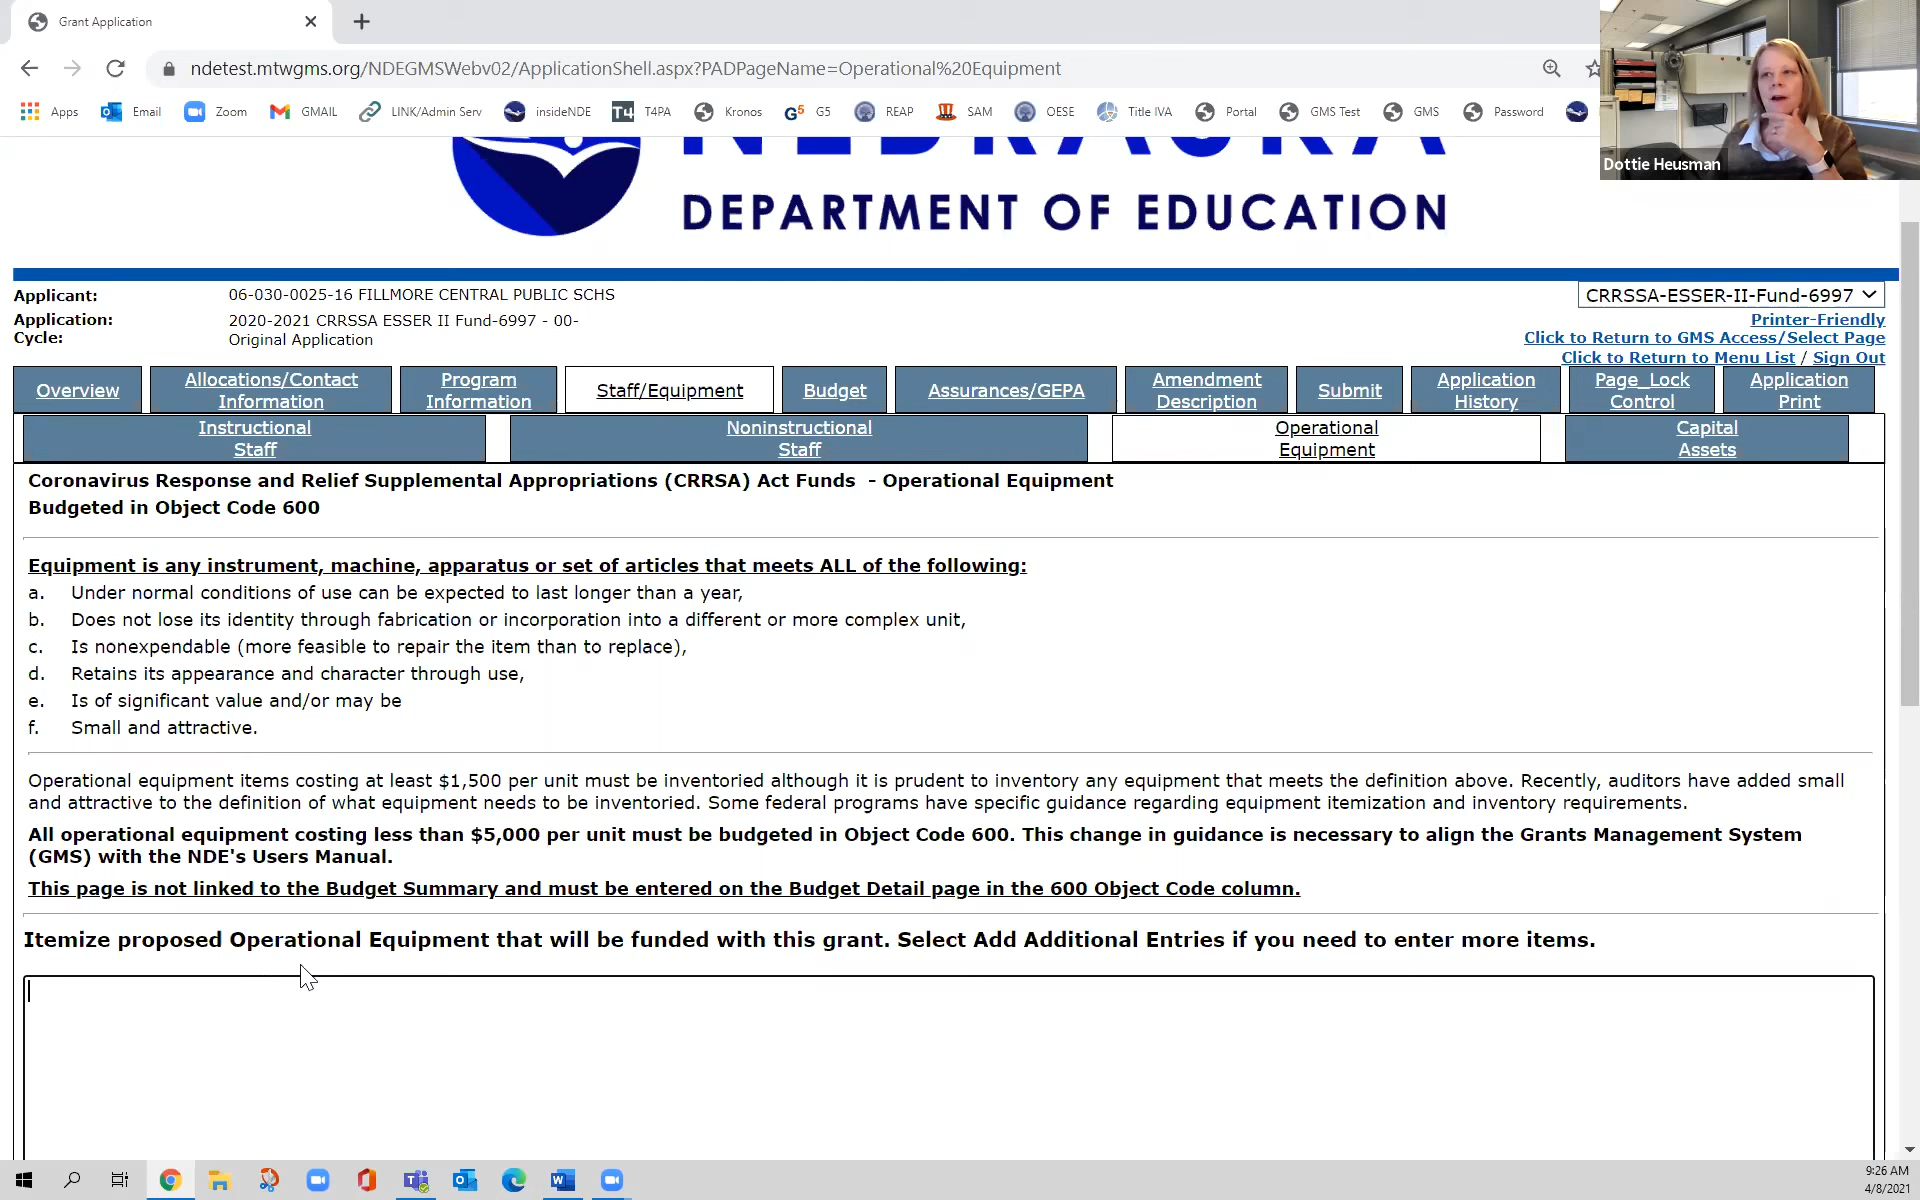 Grant Application
ndetest.mtwgms.org/NDEGMSWebv02/ApplicationShell.aspx?PADPageName=Operational%20Equipment
Apps Email Zoom GMAIL LINK/Admin Serv insideNDE T4 T4PA Kronos G5 G5 REAP SAM OESE Title IVA Portal GMS Test GMS Password
Dottie Heusman
NEBRASKA
DEPARTMENT OF EDUCATION
Applicant: 06-030-0025-16 FILLMORE CENTRAL PUBLIC SCHS
CRRSSA-ESSER-II-Fund-6997
Application: 2020-2021 CRRSSA ESSER II Fund-6997 - 00-
Printer-Friendly
Cycle: Original Application
Click to Return to GMS Access/Select Page
Click to Return to Menu List / Sign Out
Overview
Allocations/Contact
Information
Program
Information
Staff/Equipment
Budget
Assurances/GEPA
Amendment
Description
Submit
Application
History
Page_Lock
Control
Application
Print
Instructional
Staff
Noninstructional
Staff
Operational
Equipment
Capital
Assets
Coronavirus Response and Relief Supplemental Appropriations (CRRSA) Act Funds - Operational Equipment
Budgeted in Object Code 600
Equipment is any instrument, machine, apparatus or set of articles that meets ALL of the following:
a. Under normal conditions of use can be expected to last longer than a year,
b. Does not lose its identity through fabrication or incorporation into a different or more complex unit,
c. Is nonexpendable (more feasible to repair the item than to replace),
d. Retains its appearance and character through use,
e. Is of significant value and/or may be
f. Small and attractive.
Operational equipment items costing at least $1,500 per unit must be inventoried although it is prudent to inventory any equipment that meets the definition above. Recently, auditors have added small
and attractive to the definition of what equipment needs to be inventoried. Some federal programs have specific guidance regarding equipment itemization and inventory requirements.
All operational equipment costing less than $5,000 per unit must be budgeted in Object Code 600. This change in guidance is necessary to align the Grants Management System
(GMS) with the NDE's Users Manual.
This page is not linked to the Budget Summary and must be entered on the Budget Detail page in the 600 Object Code column.
Itemize proposed Operational Equipment that will be funded with this grant. Select Add Additional Entries if you need to enter more items.
9:26 AM
4/8/2021